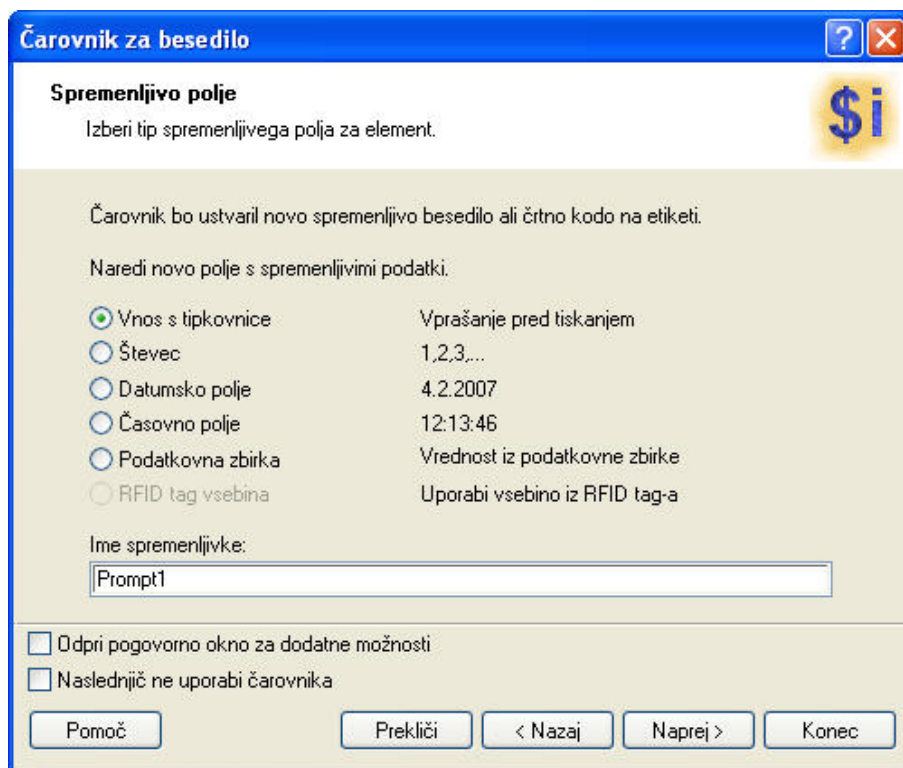 Čarovnik za besedilo
?
Spremenljivo polje
Izberi tip spremenljivega polja za element.
$i
Čarovnik bo ustvaril novo spremenljivo besedilo ali črtno kodo na etiketi.
Naredi novo polje s spremenljivimi podatki.
Vnos s tipkovnice Vprašanje pred tiskanjem
Števec 1,2,3,...
Datumsko polje 4.2.2007
Časovno polje 12:13:46
Podatkovna zbirka Vrednost iz podatkovne zbirke
RFID tag vsebina Uporabi vsebino iz RFID tag-a
Ime spremenljivke:
Prompt1
Odpri pogovorno okno za dodatne možnosti
Naslednjič ne uporabi čarovnika
Pomoč Prekliči < Nazaj Naprej > Konec